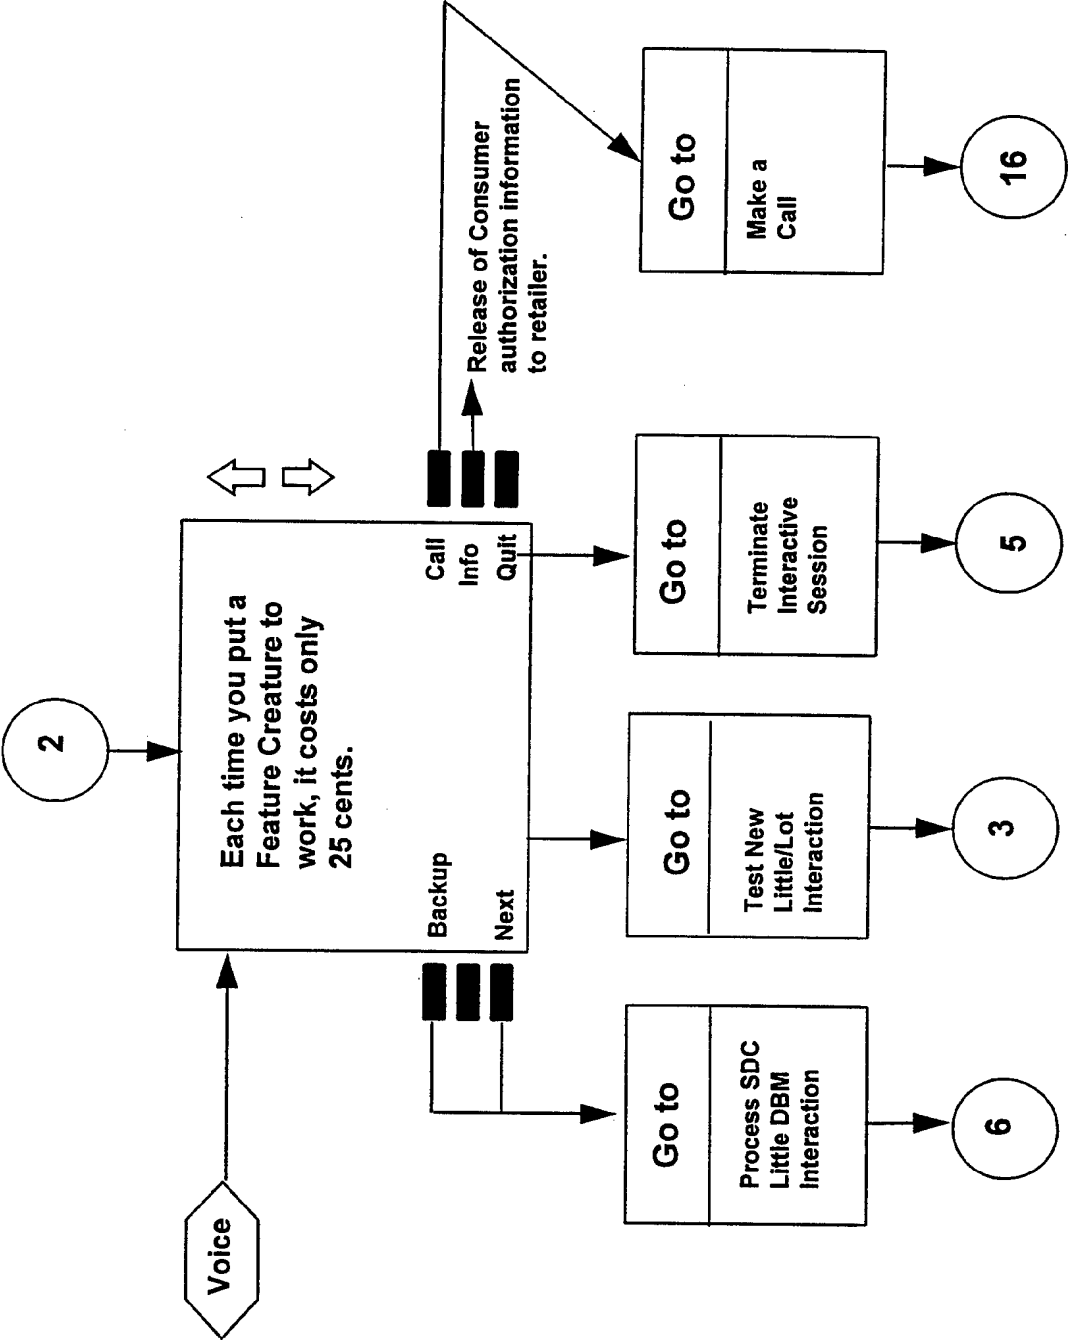 2
Voice
Each time you put a
Feature Creature to
work, it costs only
25 cents.
Backup
Next
Call
Info
Quit
Release of Consumer
authorization information
to retailer.
Go to
Process SDC
Little DBM
Interaction
6
Go to
Test New
Little/Lot
Interaction
3
Go to
Terminate
Interactive
Session
5
Go to
Make a
Call
16